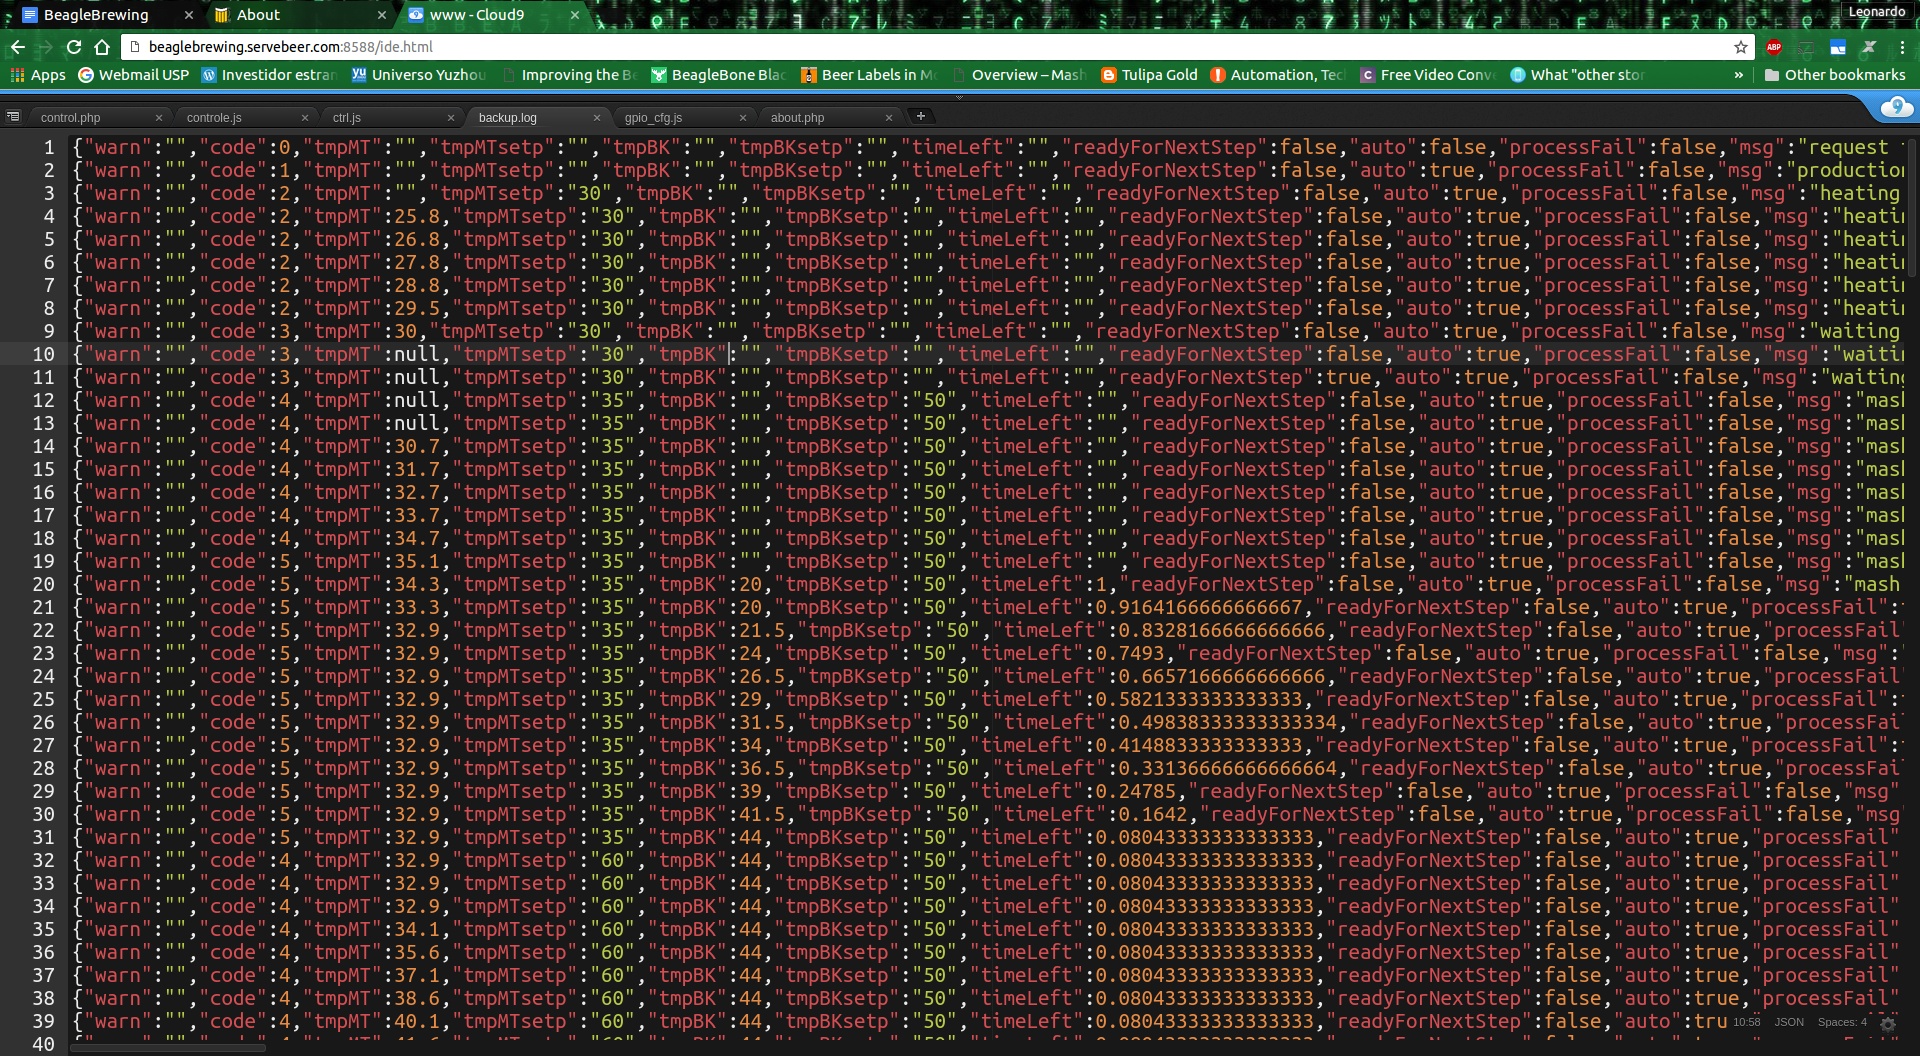 BeagleBrewing
About
www - Cloud9
Leonardo
beaglebrewing.servebeer.com:8588/ide.html
ABP
Apps
Webmail USP
Investidor estran
Universo Yuzhou
Improving the Be
BeagleBone Blac
Beer Labels in Mo
Overview – Mash
Tulipa Gold
Automation, Tec
Free Video Conv
What "other stor
» Other bookmarks
control.php
controle.js
ctrl.js
backup.log
gpio_cfg.js
about.php
1 {"warn":"","code":0,"tmpMT":"","tmpMTsetp":"","tmpBK":"","tmpBKsetp":"","timeLeft":"","readyForNextStep":false,"auto":false,"processFail":false,"msg":"request
2 {"warn":"","code":1,"tmpMT":"","tmpMTsetp":"","tmpBK":"","tmpBKsetp":"","timeLeft":"","readyForNextStep":false,"auto":true,"processFail":false,"msg":"production
3 {"warn":"","code":2,"tmpMT":"","tmpMTsetp":"30","tmpBK":"","tmpBKsetp":"","timeLeft":"","readyForNextStep":false,"auto":true,"processFail":false,"msg":"heating
4 {"warn":"","code":2,"tmpMT":25.8,"tmpMTsetp":"30","tmpBK":"","tmpBKsetp":"","timeLeft":"","readyForNextStep":false,"auto":true,"processFail":false,"msg":"heatin
5 {"warn":"","code":2,"tmpMT":26.8,"tmpMTsetp":"30","tmpBK":"","tmpBKsetp":"","timeLeft":"","readyForNextStep":false,"auto":true,"processFail":false,"msg":"heatin
6 {"warn":"","code":2,"tmpMT":27.8,"tmpMTsetp":"30","tmpBK":"","tmpBKsetp":"","timeLeft":"","readyForNextStep":false,"auto":true,"processFail":false,"msg":"heatin
7 {"warn":"","code":2,"tmpMT":28.8,"tmpMTsetp":"30","tmpBK":"","tmpBKsetp":"","timeLeft":"","readyForNextStep":false,"auto":true,"processFail":false,"msg":"heatin
8 {"warn":"","code":2,"tmpMT":29.5,"tmpMTsetp":"30","tmpBK":"","tmpBKsetp":"","timeLeft":"","readyForNextStep":false,"auto":true,"processFail":false,"msg":"heatin
9 {"warn":"","code":3,"tmpMT":30,"tmpMTsetp":"30","tmpBK":"","tmpBKsetp":"","timeLeft":"","readyForNextStep":false,"auto":true,"processFail":false,"msg":"waiting
10 {"warn":"","code":3,"tmpMT":null,"tmpMTsetp":"30","tmpBK":"","tmpBKsetp":"","timeLeft":"","readyForNextStep":false,"auto":true,"processFail":false,"msg":"waitin
11 {"warn":"","code":3,"tmpMT":null,"tmpMTsetp":"30","tmpBK":"","tmpBKsetp":"","timeLeft":"","readyForNextStep":true,"auto":true,"processFail":false,"msg":"waiting
12 {"warn":"","code":4,"tmpMT":null,"tmpMTsetp":"35","tmpBK":"","tmpBKsetp":"50","timeLeft":"","readyForNextStep":false,"auto":true,"processFail":false,"msg":"mash
13 {"warn":"","code":4,"tmpMT":null,"tmpMTsetp":"35","tmpBK":"","tmpBKsetp":"50","timeLeft":"","readyForNextStep":false,"auto":true,"processFail":false,"msg":"mash
14 {"warn":"","code":4,"tmpMT":30.7,"tmpMTsetp":"35","tmpBK":"","tmpBKsetp":"50","timeLeft":"","readyForNextStep":false,"auto":true,"processFail":false,"msg":"mash
15 {"warn":"","code":4,"tmpMT":31.7,"tmpMTsetp":"35","tmpBK":"","tmpBKsetp":"50","timeLeft":"","readyForNextStep":false,"auto":true,"processFail":false,"msg":"mash
16 {"warn":"","code":4,"tmpMT":32.7,"tmpMTsetp":"35","tmpBK":"","tmpBKsetp":"50","timeLeft":"","readyForNextStep":false,"auto":true,"processFail":false,"msg":"mash
17 {"warn":"","code":4,"tmpMT":33.7,"tmpMTsetp":"35","tmpBK":"","tmpBKsetp":"50","timeLeft":"","readyForNextStep":false,"auto":true,"processFail":false,"msg":"mash
18 {"warn":"","code":4,"tmpMT":34.7,"tmpMTsetp":"35","tmpBK":"","tmpBKsetp":"50","timeLeft":"","readyForNextStep":false,"auto":true,"processFail":false,"msg":"mash
19 {"warn":"","code":5,"tmpMT":35.1,"tmpMTsetp":"35","tmpBK":"","tmpBKsetp":"50","timeLeft":"","readyForNextStep":false,"auto":true,"processFail":false,"msg":"mash
20 {"warn":"","code":5,"tmpMT":34.3,"tmpMTsetp":"35","tmpBK":20,"tmpBKsetp":"50","timeLeft":1,"readyForNextStep":false,"auto":true,"processFail":false,"msg":"mash
21 {"warn":"","code":5,"tmpMT":33.3,"tmpMTsetp":"35","tmpBK":20,"tmpBKsetp":"50","timeLeft":0.9164166666666667,"readyForNextStep":false,"auto":true,"processFail":
22 {"warn":"","code":5,"tmpMT":32.9,"tmpMTsetp":"35","tmpBK":21.5,"tmpBKsetp":"50","timeLeft":0.8328166666666666,"readyForNextStep":false,"auto":true,"processFail"
23 {"warn":"","code":5,"tmpMT":32.9,"tmpMTsetp":"35","tmpBK":24,"tmpBKsetp":"50","timeLeft":0.7493,"readyForNextStep":false,"auto":true,"processFail":false,"msg":
24 {"warn":"","code":5,"tmpMT":32.9,"tmpMTsetp":"35","tmpBK":26.5,"tmpBKsetp":"50","timeLeft":0.6657166666666666,"readyForNextStep":false,"auto":true,"processFail
25 {"warn":"","code":5,"tmpMT":32.9,"tmpMTsetp":"35","tmpBK":29,"tmpBKsetp":"50","timeLeft":0.5821333333333333,"readyForNextStep":false,"auto":true,"processFail":
26 {"warn":"","code":5,"tmpMT":32.9,"tmpMTsetp":"35","tmpBK":31.5,"tmpBKsetp":"50","timeLeft":0.49838333333333334,"readyForNextStep":false,"auto":true,"processFai
27 {"warn":"","code":5,"tmpMT":32.9,"tmpMTsetp":"35","tmpBK":34,"tmpBKsetp":"50","timeLeft":0.4148833333333333,"readyForNextStep":false,"auto":true,"processFail":
28 {"warn":"","code":5,"tmpMT":32.9,"tmpMTsetp":"35","tmpBK":36.5,"tmpBKsetp":"50","timeLeft":0.33136666666666664,"readyForNextStep":false,"auto":true,"processFai
29 {"warn":"","code":5,"tmpMT":32.9,"tmpMTsetp":"35","tmpBK":39,"tmpBKsetp":"50","timeLeft":0.24785,"readyForNextStep":false,"auto":true,"processFail":false,"msg"
30 {"warn":"","code":5,"tmpMT":32.9,"tmpMTsetp":"35","tmpBK":41.5,"tmpBKsetp":"50","timeLeft":0.1642,"readyForNextStep":false,"auto":true,"processFail":false,"msg
31 {"warn":"","code":5,"tmpMT":32.9,"tmpMTsetp":"35","tmpBK":44,"tmpBKsetp":"50","timeLeft":0.08043333333333333,"readyForNextStep":false,"auto":true,"processFail"
32 {"warn":"","code":4,"tmpMT":32.9,"tmpMTsetp":"60","tmpBK":44,"tmpBKsetp":"50","timeLeft":0.08043333333333333,"readyForNextStep":false,"auto":true,"processFail"
33 {"warn":"","code":4,"tmpMT":32.9,"tmpMTsetp":"60","tmpBK":44,"tmpBKsetp":"50","timeLeft":0.08043333333333333,"readyForNextStep":false,"auto":true,"processFail"
34 {"warn":"","code":4,"tmpMT":32.9,"tmpMTsetp":"60","tmpBK":44,"tmpBKsetp":"50","timeLeft":0.08043333333333333,"readyForNextStep":false,"auto":true,"processFail"
35 {"warn":"","code":4,"tmpMT":34.1,"tmpMTsetp":"60","tmpBK":44,"tmpBKsetp":"50","timeLeft":0.08043333333333333,"readyForNextStep":false,"auto":true,"processFail"
36 {"warn":"","code":4,"tmpMT":35.6,"tmpMTsetp":"60","tmpBK":44,"tmpBKsetp":"50","timeLeft":0.08043333333333333,"readyForNextStep":false,"auto":true,"processFail"
37 {"warn":"","code":4,"tmpMT":37.1,"tmpMTsetp":"60","tmpBK":44,"tmpBKsetp":"50","timeLeft":0.08043333333333333,"readyForNextStep":false,"auto":true,"processFail"
38 {"warn":"","code":4,"tmpMT":38.6,"tmpMTsetp":"60","tmpBK":44,"tmpBKsetp":"50","timeLeft":0.08043333333333333,"readyForNextStep":false,"auto":true,"processFail"
39 {"warn":"","code":4,"tmpMT":40.1,"tmpMTsetp":"60","tmpBK":44,"tmpBKsetp":"50","timeLeft":0.08043333333333333,"readyForNextStep":false,"auto":tru
10:58 JSON Spaces: 4
40